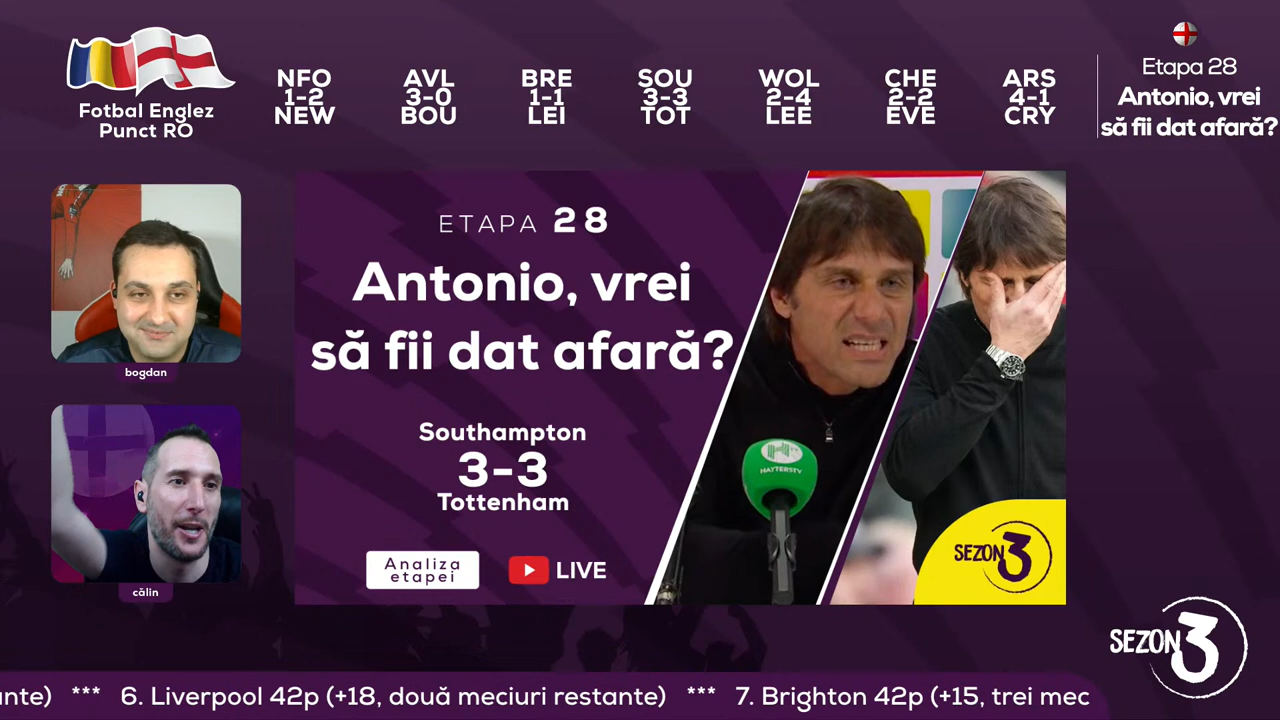 Fotbal Englez
Punct RO
NFO
1-2
NEW
AVL
3-0
BOU
BRE
1-1
LEI
SOU
3-3
TOT
WOL
2-4
LEE
CHE
2-2
EVE
ARS
4-1
CRY
Etapa 28
Antonio, vrei
să fii dat afară?
bogdan
călin
ETAPA 28
Antonio, vrei
să fii dat afară?
Southampton
3-3
Tottenham
Analiza
etapei
LIVE
H TV
HAYTERSTV
SEZON 3
SEZON 3
ante) *** 6. Liverpool 42p (+18, două meciuri restante) *** 7. Brighton 42p (+15, trei mec